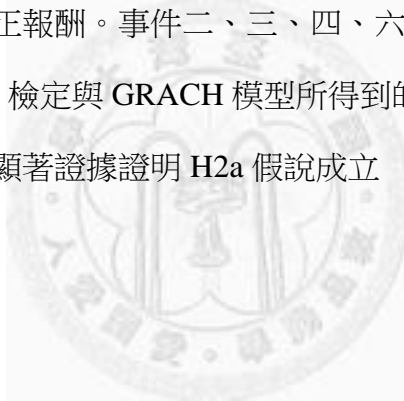 正報酬。事件二、三、四、六
檢定與 GRACH 模型所得到的
顯著證據證明 H2a 假說成立